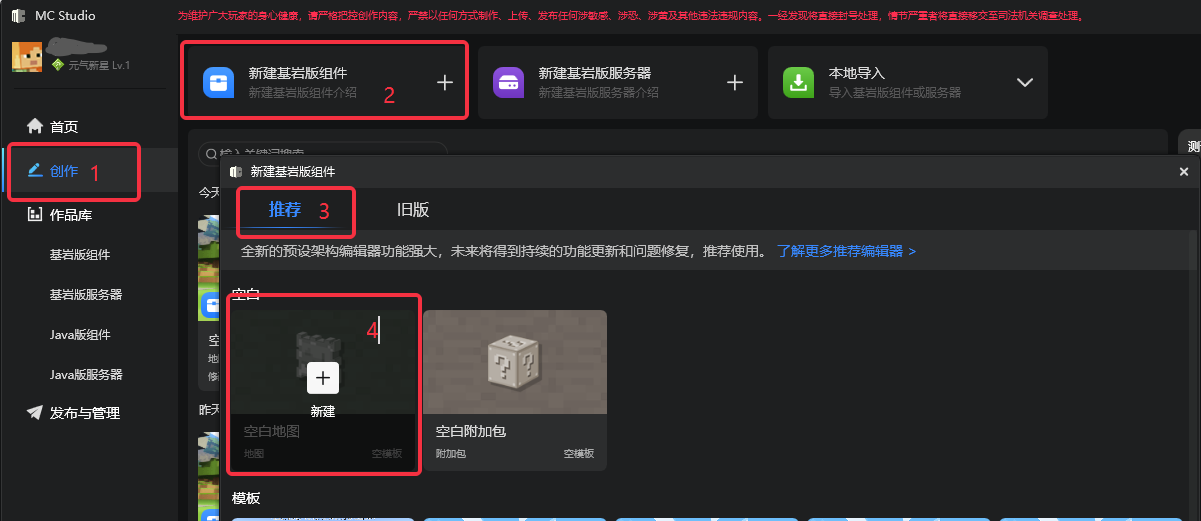 MC Studio
为维护广大玩家的身心健康，请严格把控创作内容，严禁以任何方式制作、上传、发布任何涉敏感、涉恐、涉黄及其他违法违规内容。一经发现将直接封号处理，情节严重者将直接移交至司法机关调查处理。
元气新星 Lv.1
首页
创作 1
作品库
基岩版组件
基岩版服务器
Java版组件
Java版服务器
发布与管理
新建基岩版组件
新建基岩版组件介绍 2
新建基岩版服务器
新建基岩版服务器介绍
本地导入
导入基岩版组件或服务器
输入关键词搜索
测
今天
空
地
修
昨天
新建基岩版组件
推荐 3
旧版
全新的预设架构编辑器功能强大，未来将得到持续的功能更新和问题修复，推荐使用。 了解更多推荐编辑器 >
空白
4
新建
空白地图
地图 空模板
空白附加包
附加包 空模板
模板